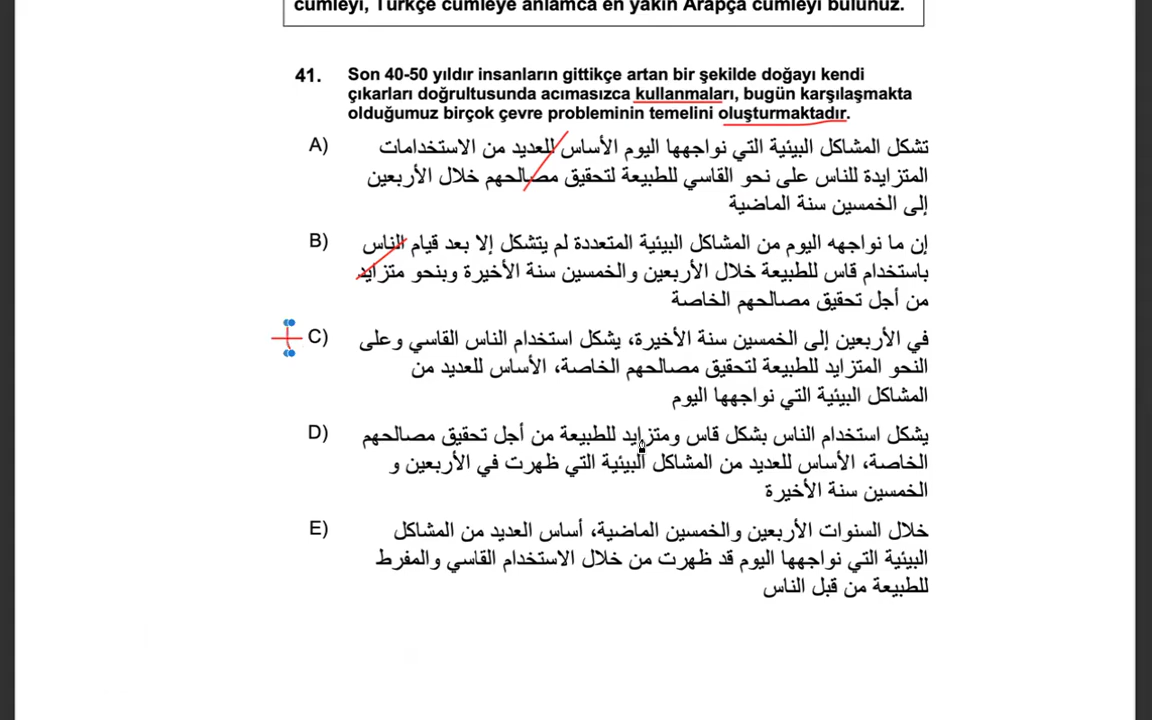 cümleyi, Türkçe cümleye anlamca en yakın Arapça cümleyi bulunuz.
41. Son 40-50 yıldır insanların gittikçe artan bir şekilde doğayı kendi
çıkarları doğrultusunda acımasızca kullanmaları, bugün karşılaşmakta
olduğumuz birçok çevre probleminin temelini oluşturmaktadır.
A) تشكل المشاكل البيئية التي نواجهها اليوم الأساس للعديد من الاستخدامات
المتزايدة للناس على نحو القاسي للطبيعة لتحقيق مصالحهم خلال الأربعين
إلى الخمسين سنة الماضية
B) إن ما نواجهه اليوم من المشاكل البيئية المتعددة لم يتشكل إلا بعد قيام الناس
باستخدام قاس للطبيعة خلال الأربعين والخمسين سنة الأخيرة وبنحو متزايد
من أجل تحقيق مصالحهم الخاصة
C) في الأربعين إلى الخمسين سنة الأخيرة، يشكل استخدام الناس القاسي وعلى
النحو المتزايد للطبيعة لتحقيق مصالحهم الخاصة، الأساس للعديد من
المشاكل البيئية التي نواجهها اليوم
D) يشكل استخدام الناس بشكل قاس ومتزايد للطبيعة من أجل تحقيق مصالحهم
الخاصة، الأساس للعديد من المشاكل البيئية التي ظهرت في الأربعين و
الخمسين سنة الأخيرة
E) خلال السنوات الأربعين والخمسين الماضية، أساس العديد من المشاكل
البيئية التي نواجهها اليوم قد ظهرت من خلال الاستخدام القاسي والمفرط
للطبيعة من قبل الناس